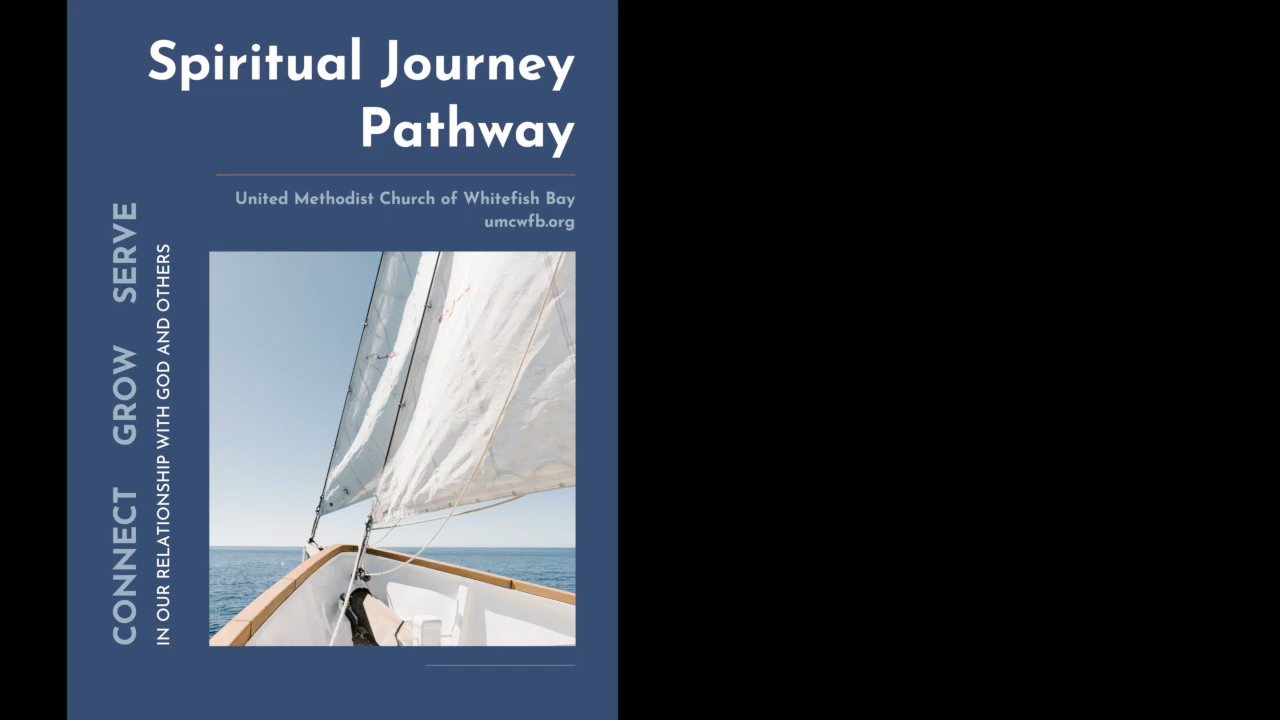 Spiritual Journey
Pathway
United Methodist Church of Whitefish Bay
umcwfb.org
CONNECT GROW SERVE
IN OUR RELATIONSHIP WITH GOD AND OTHERS